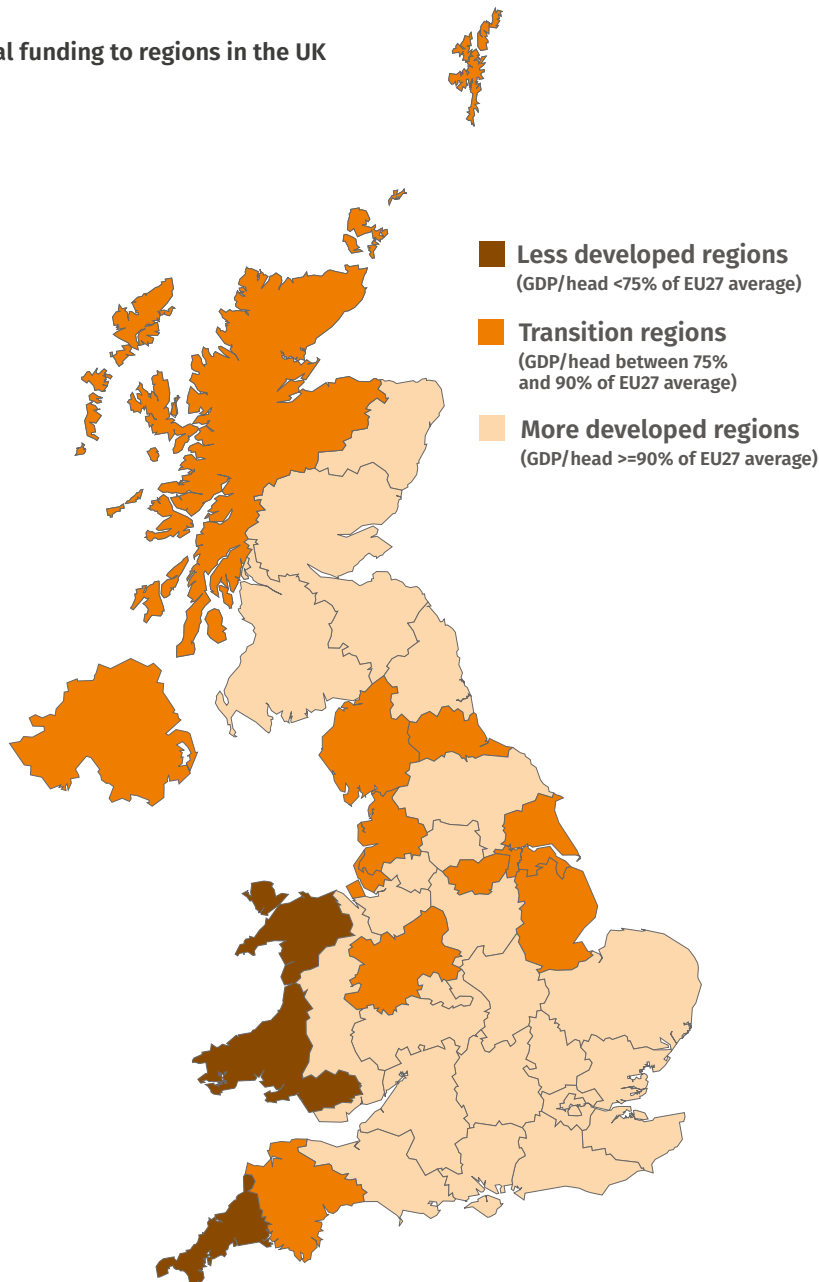 funding to regions in the UK
Less developed regions
(GDP/head <75% of EU27 average)
Transition regions
(GDP/head between 75%
and 90% of EU27 average)
More developed regions
(GDP/head >=90% of EU27 average)